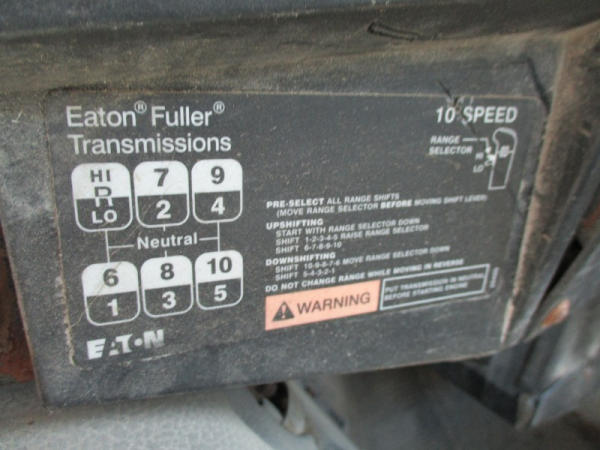 Eaton® Fuller®
Transmissions
10 SPEED
RANGE
SELECTOR
HI
LO
HI 7 9
R
LO 2 4
Neutral
6 8 10
1 3 5
PRE-SELECT ALL RANGE SHIFTS
(MOVE RANGE SELECTOR BEFORE MOVING SHIFT LEVER)
UPSHIFTING
START WITH RANGE SELECTOR DOWN
SHIFT 1-2-3-4-5 RAISE RANGE SELECTOR
SHIFT 6-7-8-9-10
DOWNSHIFTING
SHIFT 10-9-8-7-6 MOVE RANGE SELECTOR DOWN
SHIFT 5-4-3-2-1
DO NOT CHANGE RANGE WHILE MOVING IN REVERSE
WARNING
PUT TRANSMISSION IN NEUTRAL
BEFORE STARTING ENGINE
EATON